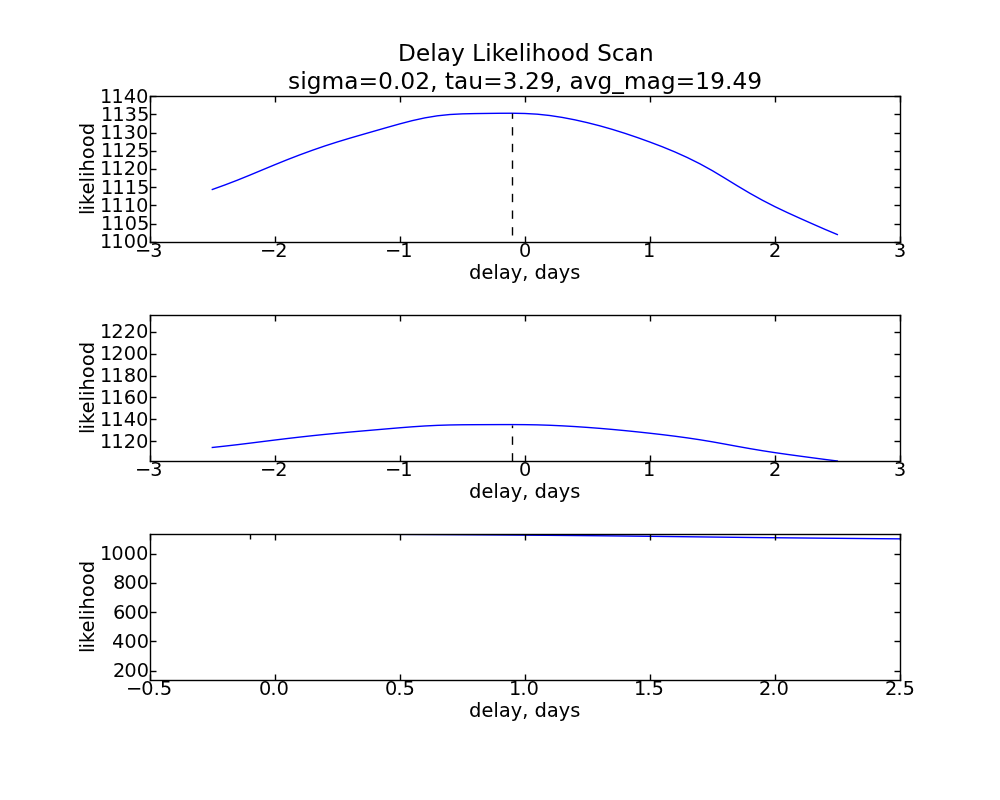 Delay Likelihood Scan
sigma=0.02, tau=3.29, avg_mag=19.49
1140
1135
1130
1125
1120
1115
1110
1105
1100
likelihood
−3 −2 −1 0 1 2 3
delay, days
1220
1200
1180
1160
1140
1120
likelihood
−3 −2 −1 0 1 2 3
delay, days
1000
800
600
400
200
likelihood
−0.5 0.0 0.5 1.0 1.5 2.0 2.5
delay, days